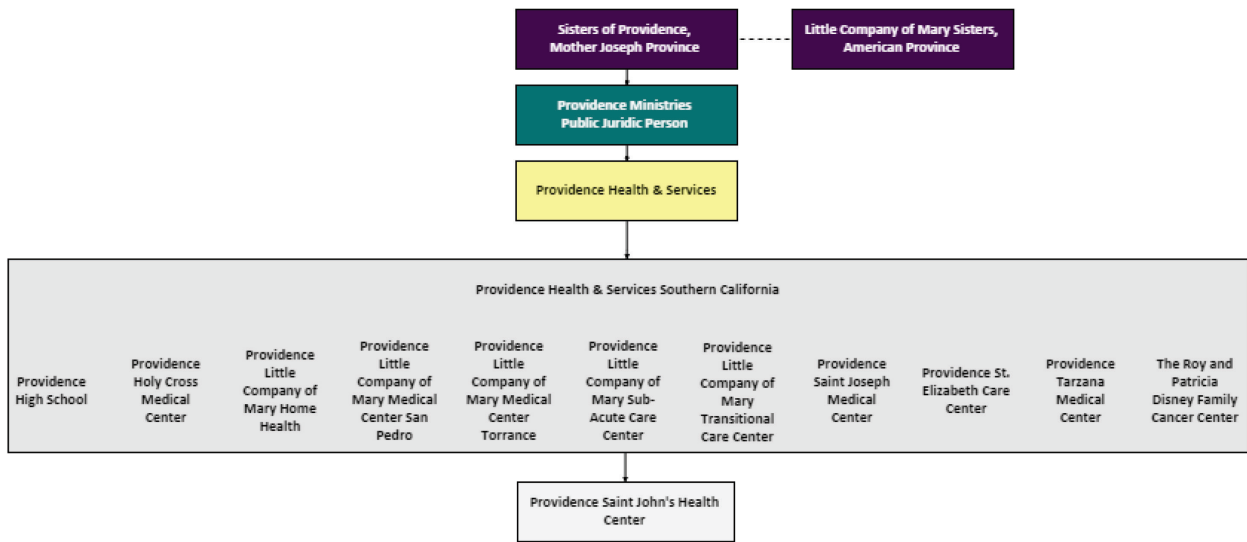 Sisters of Providence,
Mother Joseph Province
Little Company of Mary Sisters,
American Province
Providence Ministries
Public Juridic Person
Providence Health & Services
Providence Health & Services Southern California
Providence
High School
Providence
Holy Cross
Medical
Center
Providence
Little
Company of
Mary Home
Health
Providence
Little
Company of
Mary Medical
Center San
Pedro
Providence
Little
Company of
Mary Medical
Center
Torrance
Providence
Little
Company of
Mary Sub-
Acute Care
Center
Providence
Little
Company of
Mary
Transitional
Care Center
Providence
Saint Joseph
Medical
Center
Providence St.
Elizabeth Care
Center
Providence
Tarzana
Medical
Center
The Roy and
Patricia
Disney Family
Cancer Center
Providence Saint John's Health
Center